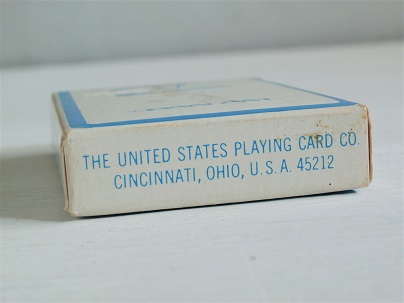 THE UNITED STATES PLAYING CARD CO.
CINCINNATI, OHIO, U.S.A. 45212